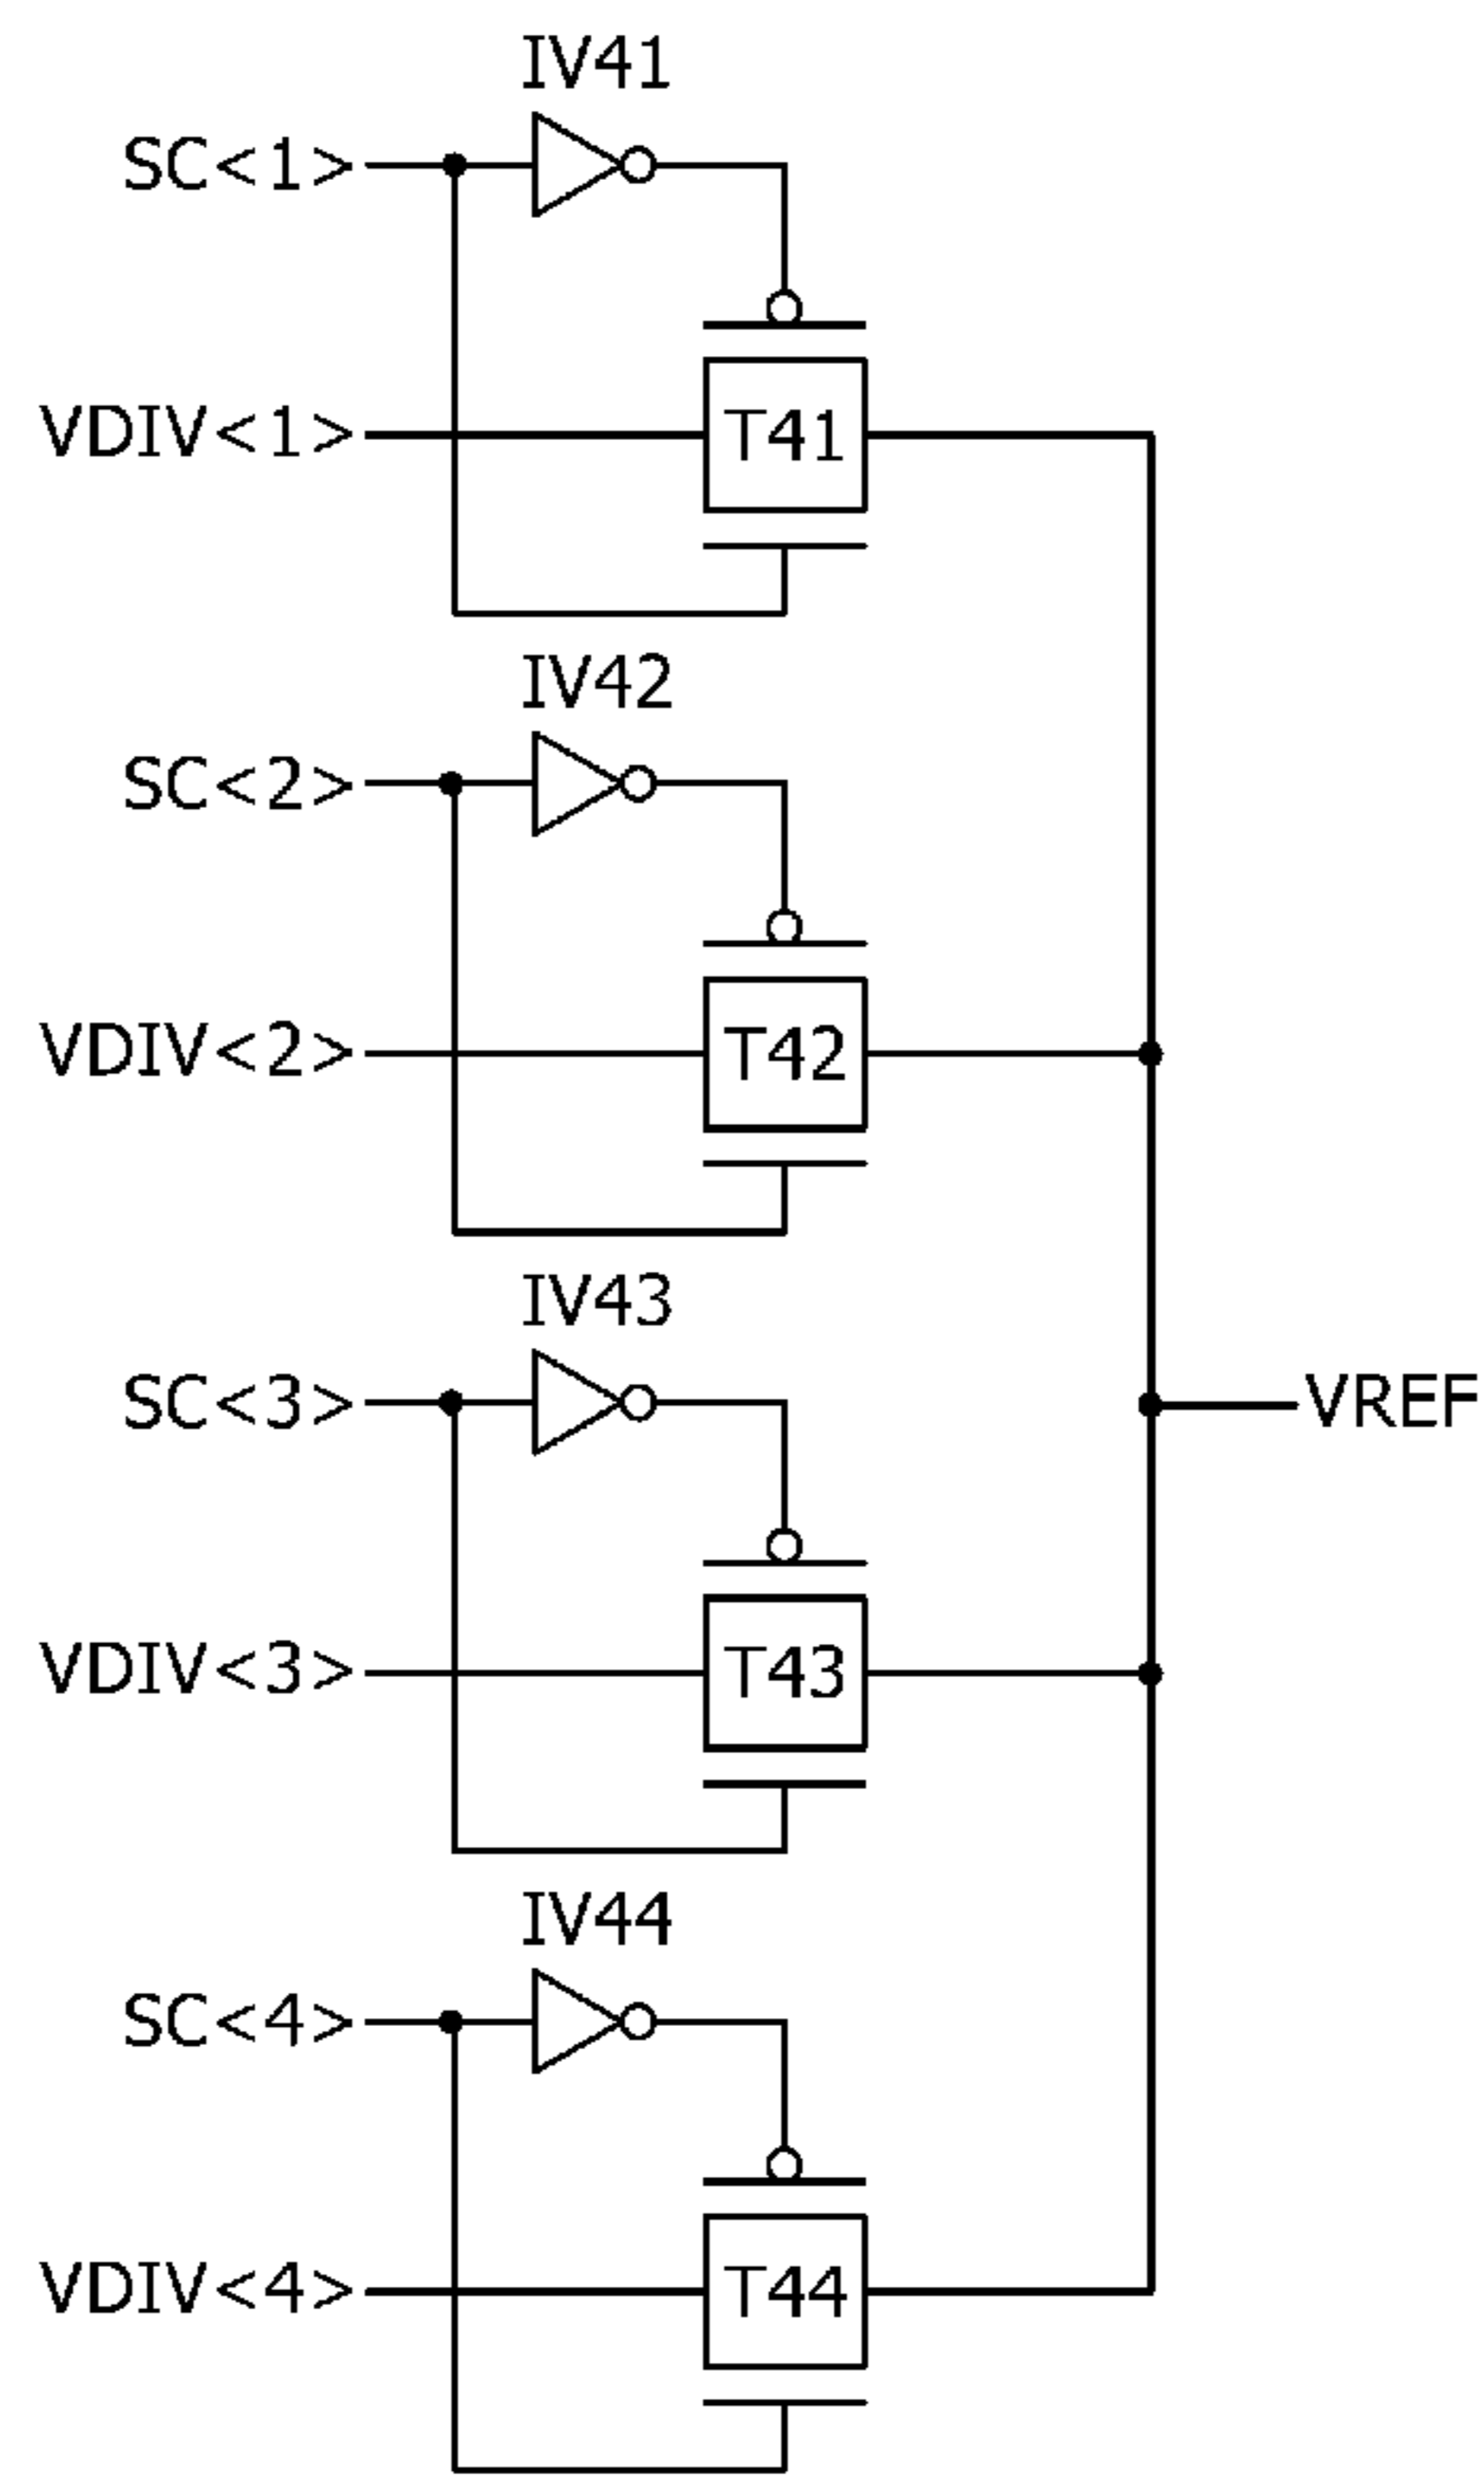 IV41
SC<1>
VDIV<1>
T41
IV42
SC<2>
VDIV<2>
T42
IV43
SC<3>
VREF
VDIV<3>
T43
IV44
SC<4>
VDIV<4>
T44